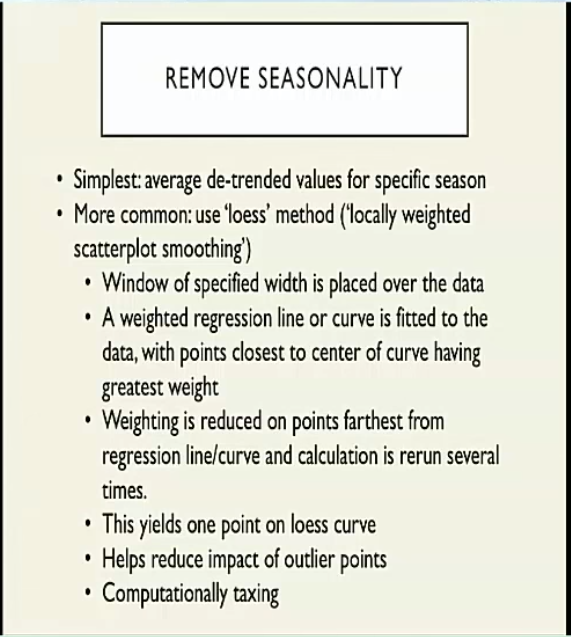 REMOVE SEASONALITY
• Simplest: average de-trended values for specific season
• More common: use ‘loess’ method (‘locally weighted
scatterplot smoothing’)
• Window of specified width is placed over the data
• A weighted regression line or curve is fitted to the
data, with points closest to center of curve having
greatest weight
• Weighting is reduced on points farthest from
regression line/curve and calculation is rerun several
times.
• This yields one point on loess curve
• Helps reduce impact of outlier points
• Computationally taxing